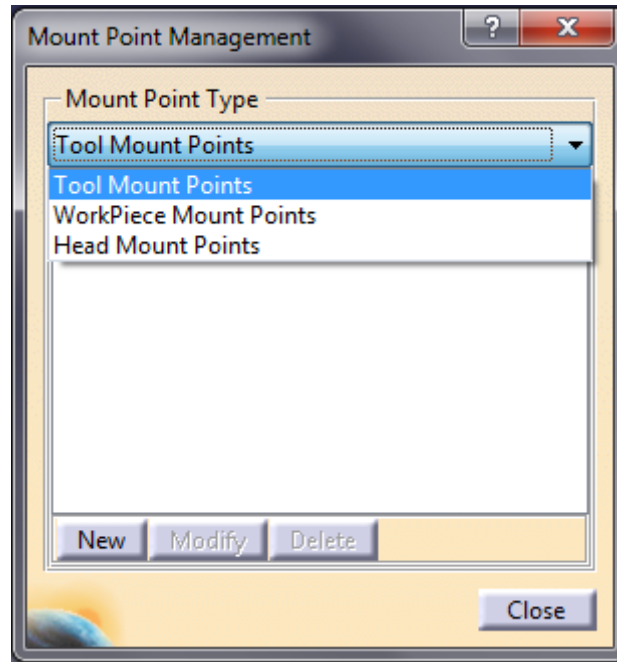 Mount Point Management
?
X
Mount Point Type
Tool Mount Points
Tool Mount Points
WorkPiece Mount Points
Head Mount Points
New Modify Delete
Close